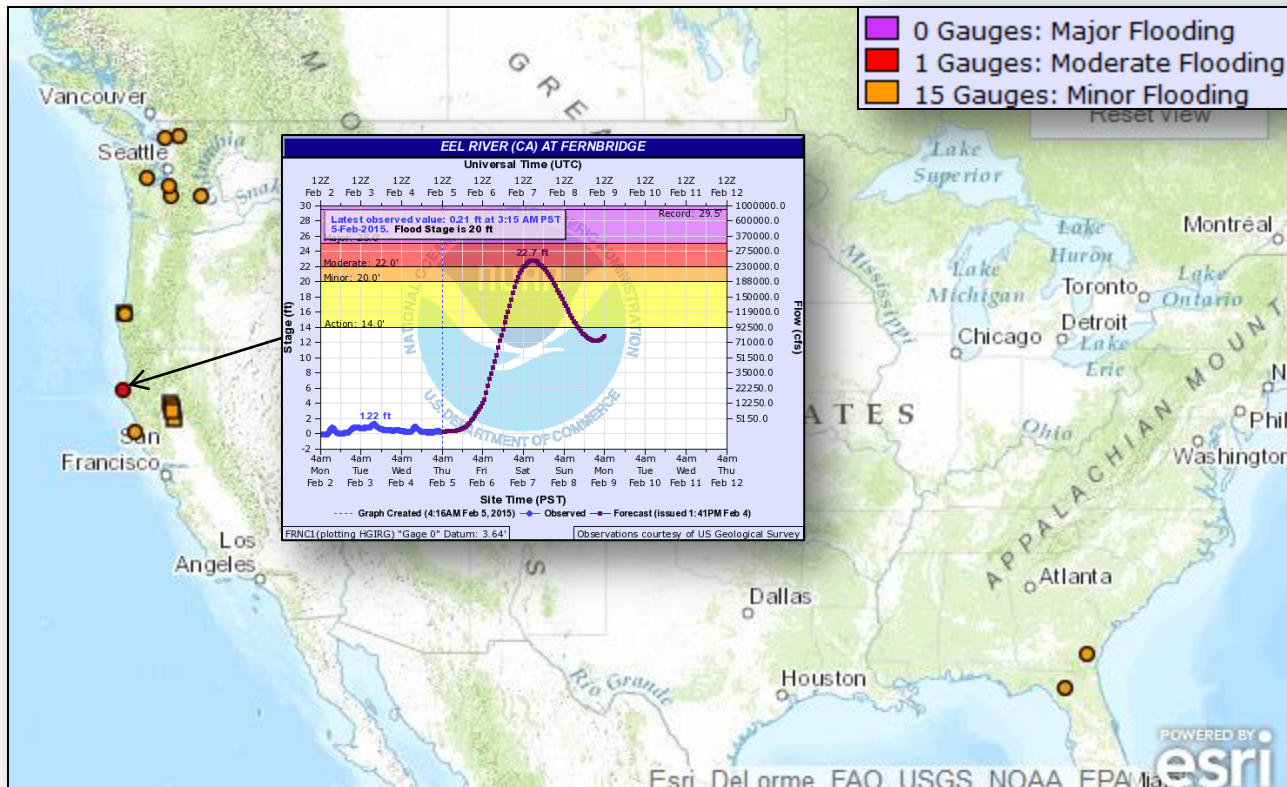 0 Gauges: Major Flooding
1 Gauges: Moderate Flooding
15 Gauges: Minor Flooding
Reset View
Vancouver
Seattle
Columbia
San
Francisco
Los
Angeles
Lake
Superior
Montréal
Lake
Huron
Toronto
Lake
Ontario
Lake
Michigan
Detroit
Chicago
Lake
Erie
Mississippi
ATES
Ohio
APPALACHIAN MOUNT
Phil
Washington
Atlanta
Dallas
Houston
Rio Grande
EEL RIVER (CA) AT FERNBRIDGE
Universal Time (UTC)
12Z 12Z 12Z 12Z 12Z 12Z 12Z 12Z 12Z 12Z 12Z
Feb 2 Feb 3 Feb 4 Feb 5 Feb 6 Feb 7 Feb 8 Feb 9 Feb 10 Feb 11 Feb 12
Latest observed value: 0.21 ft at 3:15 AM PST
5-Feb-2015. Flood Stage is 20 ft
Record: 29.5'
Major: 25.0'
22.7 ft
Moderate: 22.0'
Minor: 20.0'
Action: 14.0'
1.22 ft
Stage (ft)
30
28
26
24
22
20
18
16
14
12
10
8
6
4
2
0
-2
Flow (cfs)
1000000.0
600000.0
370000.0
275000.0
230000.0
188000.0
150000.0
119000.0
92500.0
71000.0
51500.0
35000.0
22250.0
12250.0
5150.0
U.S. DEPARTMENT OF COMMERCE
4am 4am 4am 4am 4am 4am 4am 4am 4am 4am 4am
Mon Tue Wed Thu Fri Sat Sun Mon Tue Wed Thu
Feb 2 Feb 3 Feb 4 Feb 5 Feb 6 Feb 7 Feb 8 Feb 9 Feb 10 Feb 11 Feb 12
Site Time (PST)
Graph Created (4:16AM Feb 5, 2015) Observed Forecast (issued 1:41PM Feb 4)
FRNC1(plotting HGIRG) "Gage 0" Datum: 3.64'
Observations courtesy of US Geological Survey
POWERED BY
esri
Esri, DeLorme, FAO, USGS, NOAA, EPA